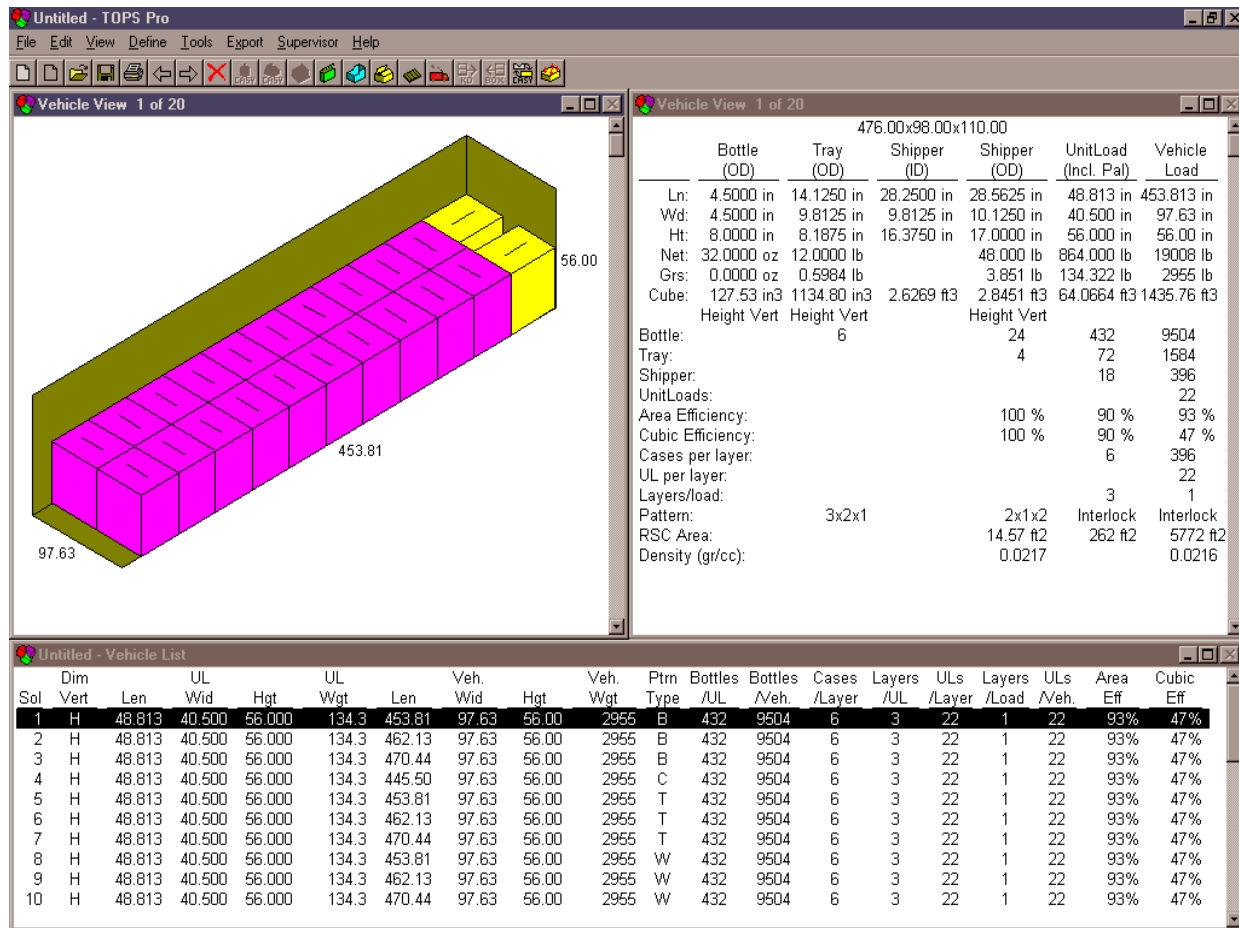 Untitled - TOPS Pro
File Edit View Define Tools Export Supervisor Help
CASY CASY KD BOX CASY
Vehicle View 1 of 20
56.00
453.81
97.63
Vehicle View 1 of 20
476.00x98.00x110.00
Bottle Tray Shipper Shipper UnitLoad Vehicle
(OD) (OD) (ID) (OD) (Incl. Pal) Load
Ln: 4.5000 in 14.1250 in 28.2500 in 28.5625 in 48.813 in 453.813 in
Wd: 4.5000 in 9.8125 in 9.8125 in 10.1250 in 40.500 in 97.63 in
Ht: 8.0000 in 8.1875 in 16.3750 in 17.0000 in 56.000 in 56.00 in
Net: 32.0000 oz 12.0000 lb 48.000 lb 864.000 lb 19008 lb
Grs: 0.0000 oz 0.5984 lb 3.851 lb 134.322 lb 2955 lb
Cube: 127.53 in3 1134.80 in3 2.6269 ft3 2.8451 ft3 64.0664 ft3 1435.76 ft3
Height Vert Height Vert Height Vert
Bottle: 6 24 432 9504
Tray: 4 72 1584
Shipper: 18 396
UnitLoads: 22
Area Efficiency: 100 % 90 % 93 %
Cubic Efficiency: 100 % 90 % 47 %
Cases per layer: 6 396
UL per layer: 22
Layers/load: 3 1
Pattern: 3x2x1 2x1x2 Interlock Interlock
RSC Area: 14.57 ft2 262 ft2 5772 ft2
Density (gr/cc): 0.0217 0.0216
Untitled - Vehicle List
Dim UL UL Veh. Veh. Ptrn Bottles Bottles Cases Layers ULs Layers ULs Area Cubic
Sol Vert Len Wid Hgt Wgt Len Wid Hgt Wgt Type /UL /Veh. /Layer /UL /Layer /Load /Veh. Eff Eff
1 H 48.813 40.500 56.000 134.3 453.81 97.63 56.00 2955 B 432 9504 6 3 22 1 22 93% 47%
2 H 48.813 40.500 56.000 134.3 462.13 97.63 56.00 2955 B 432 9504 6 3 22 1 22 93% 47%
3 H 48.813 40.500 56.000 134.3 470.44 97.63 56.00 2955 B 432 9504 6 3 22 1 22 93% 47%
4 H 48.813 40.500 56.000 134.3 445.50 97.63 56.00 2955 C 432 9504 6 3 22 1 22 93% 47%
5 H 48.813 40.500 56.000 134.3 453.81 97.63 56.00 2955 T 432 9504 6 3 22 1 22 93% 47%
6 H 48.813 40.500 56.000 134.3 462.13 97.63 56.00 2955 T 432 9504 6 3 22 1 22 93% 47%
7 H 48.813 40.500 56.000 134.3 470.44 97.63 56.00 2955 T 432 9504 6 3 22 1 22 93% 47%
8 H 48.813 40.500 56.000 134.3 453.81 97.63 56.00 2955 W 432 9504 6 3 22 1 22 93% 47%
9 H 48.813 40.500 56.000 134.3 462.13 97.63 56.00 2955 W 432 9504 6 3 22 1 22 93% 47%
10 H 48.813 40.500 56.000 134.3 470.44 97.63 56.00 2955 W 432 9504 6 3 22 1 22 93% 47%